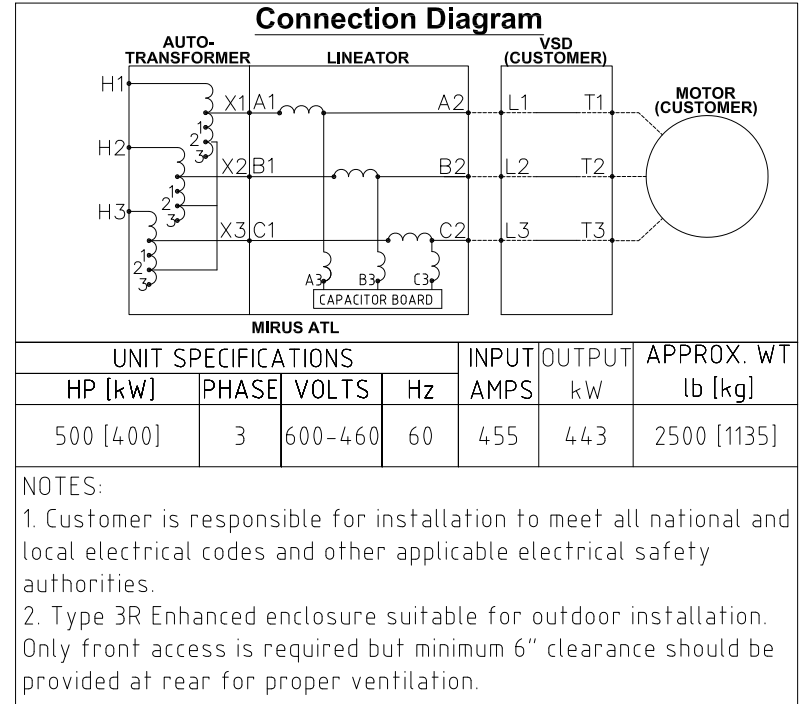 Connection Diagram
AUTO-
TRANSFORMER
LINEATOR
VSD
(CUSTOMER)
MOTOR
(CUSTOMER)
H1
X1 A1
A2
L1
T1
1
2
3
H2
X2 B1
B2
L2
T2
1
2
3
H3
X3 C1
C2
L3
T3
1
2
3
A3
B3
C3
CAPACITOR BOARD
MIRUS ATL
UNIT SPECIFICATIONS
INPUT OUTPUT APPROX. WT
HP [kW] PHASE VOLTS Hz AMPS kW lb [kg]
500 [400] 3 600-460 60 455 443 2500 [1135]
NOTES:
1. Customer is responsible for installation to meet all national and
local electrical codes and other applicable electrical safety
authorities.
2. Type 3R Enhanced enclosure suitable for outdoor installation.
Only front access is required but minimum 6" clearance should be
provided at rear for proper ventilation.